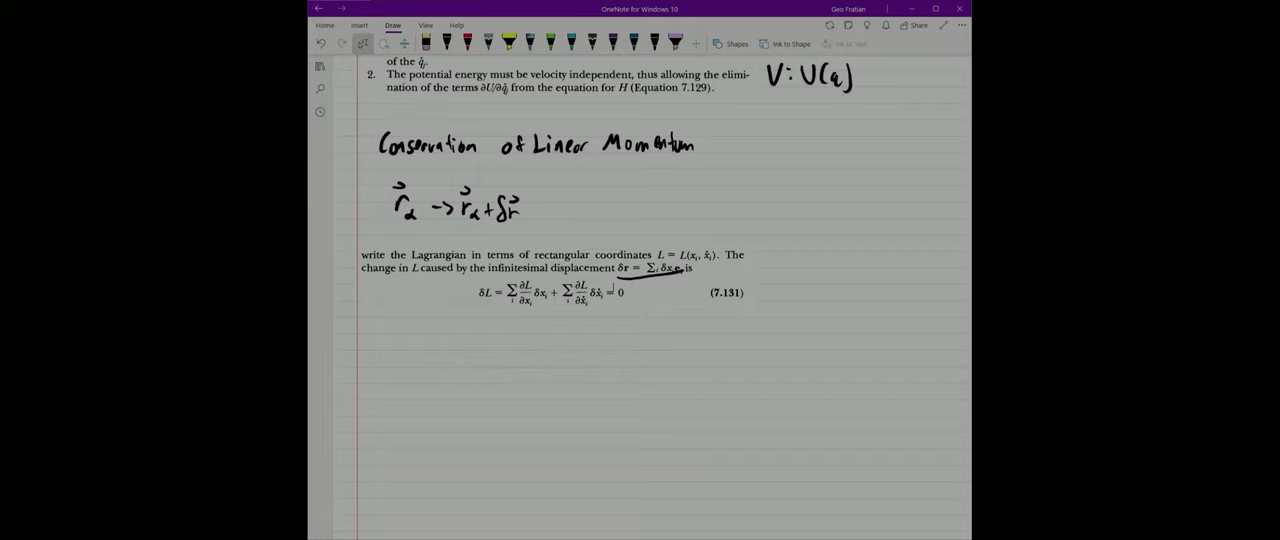 OneNote for Windows 10
Geo Fratian
Home Insert Draw View Help
Share
Shapes Ink to Shape Ink to Text
of the q̇ⱼ.
2. The potential energy must be velocity independent, thus allowing the elimi-
nation of the terms ∂U/∂q̇ⱼ from the equation for H (Equation 7.129).
U = U(q)
Conservation of Linear Momentum
r⃗α → r⃗α + δr⃗
write the Lagrangian in terms of rectangular coordinates L = L(xᵢ, ẋᵢ). The
change in L caused by the infinitesimal displacement δr = Σᵢ δxᵢeᵢ is
δL = Σᵢ ∂L/∂xᵢ δxᵢ + Σᵢ ∂L/∂ẋᵢ δẋᵢ = 0 (7.131)